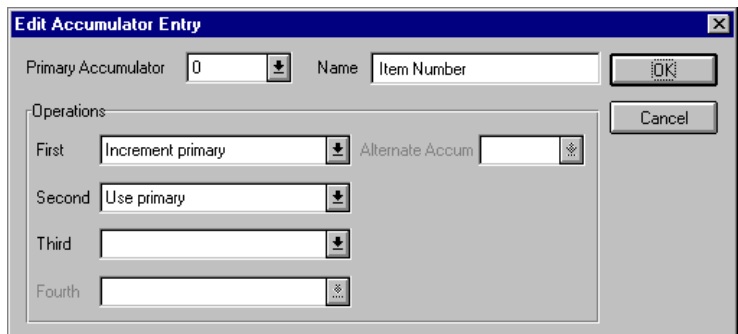 Edit Accumulator Entry
Primary Accumulator 0 Name Item Number OK
Operations Cancel
First Increment primary Alternate Accum
Second Use primary
Third
Fourth